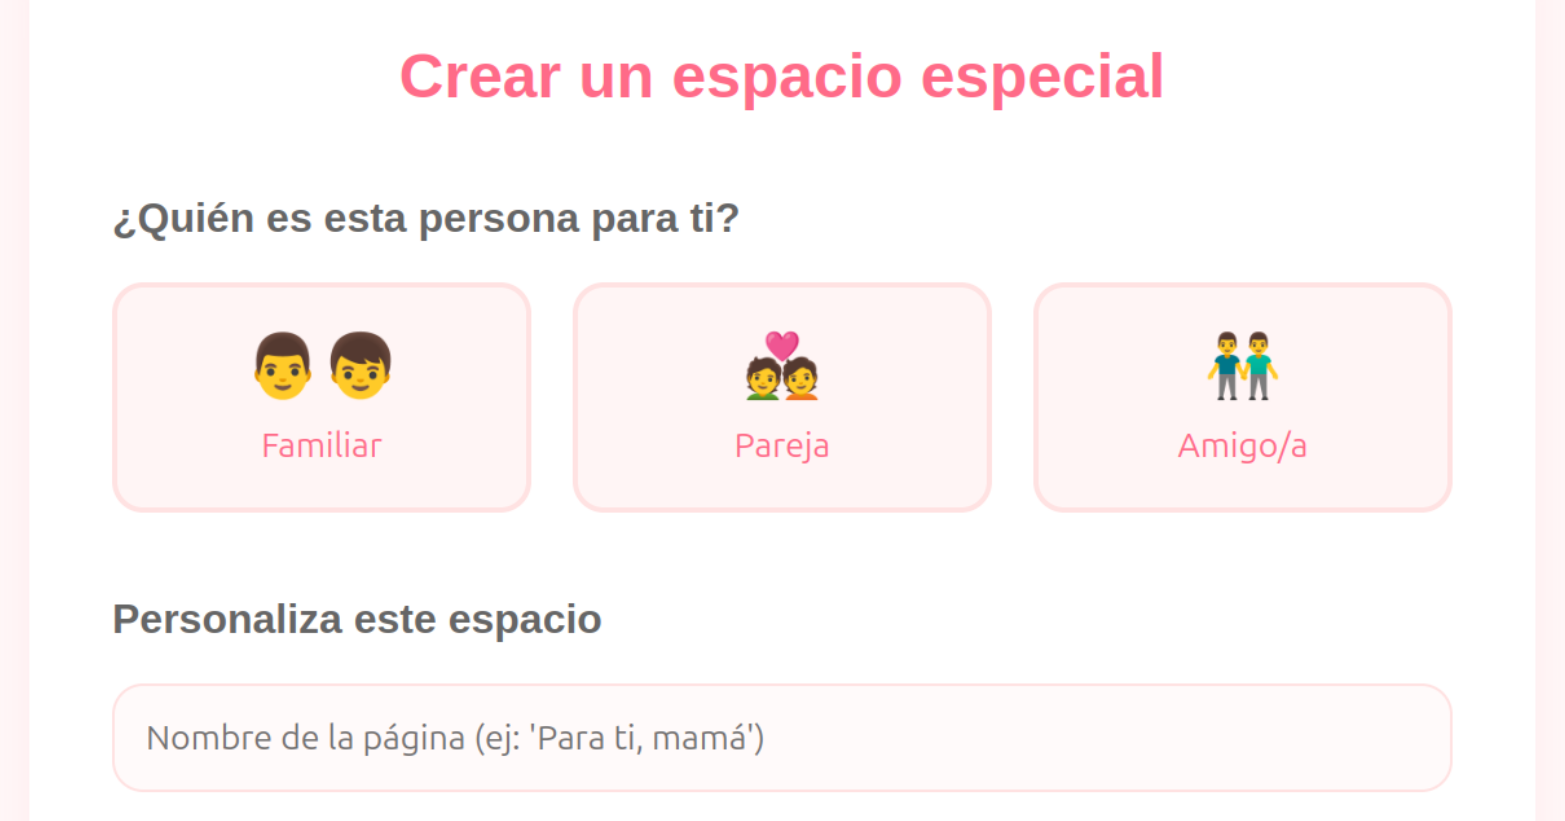 Crear un espacio especial
¿Quién es esta persona para ti?
Familiar
Pareja
Amigo/a
Personaliza este espacio
Nombre de la página (ej: 'Para ti, mamá')